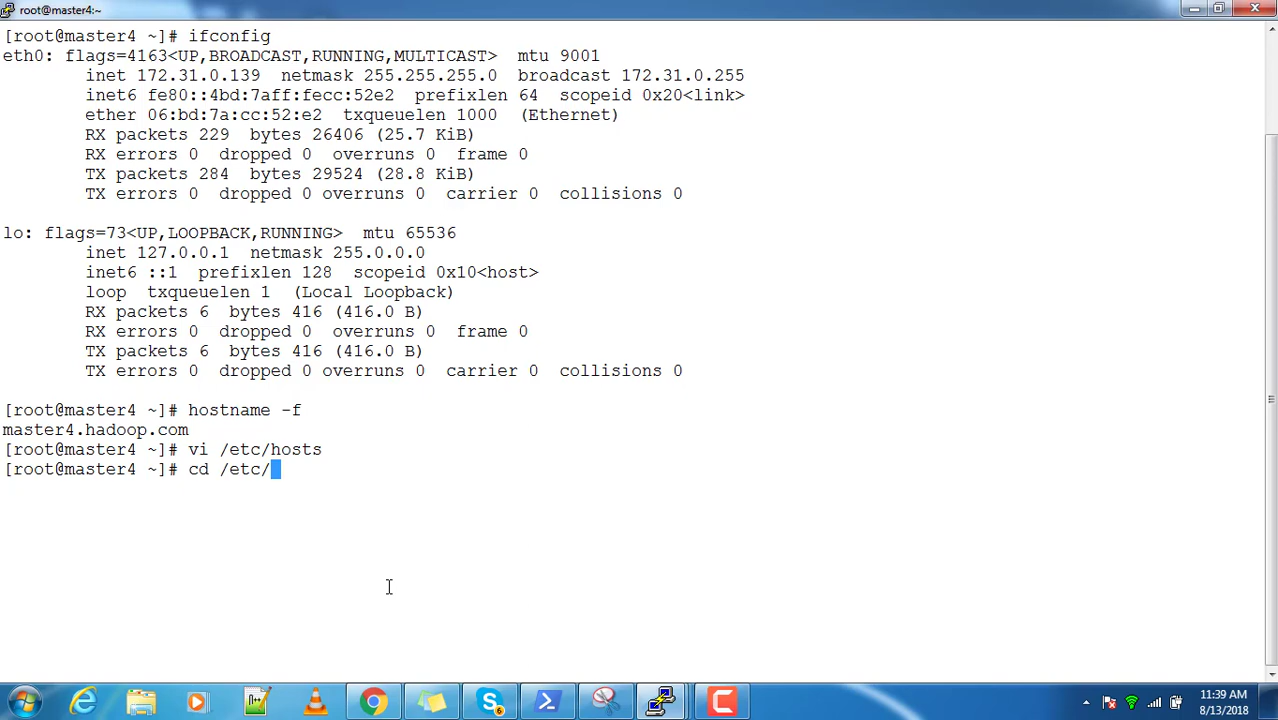 root@master4:~
[root@master4 ~]# ifconfig
eth0: flags=4163<UP,BROADCAST,RUNNING,MULTICAST>  mtu 9001
        inet 172.31.0.139  netmask 255.255.255.0  broadcast 172.31.0.255
        inet6 fe80::4bd:7aff:fecc:52e2  prefixlen 64  scopeid 0x20<link>
        ether 06:bd:7a:cc:52:e2  txqueuelen 1000  (Ethernet)
        RX packets 229  bytes 26406 (25.7 KiB)
        RX errors 0  dropped 0  overruns 0  frame 0
        TX packets 284  bytes 29524 (28.8 KiB)
        TX errors 0  dropped 0 overruns 0  carrier 0  collisions 0
lo: flags=73<UP,LOOPBACK,RUNNING>  mtu 65536
        inet 127.0.0.1  netmask 255.0.0.0
        inet6 ::1  prefixlen 128  scopeid 0x10<host>
        loop  txqueuelen 1  (Local Loopback)
        RX packets 6  bytes 416 (416.0 B)
        RX errors 0  dropped 0  overruns 0  frame 0
        TX packets 6  bytes 416 (416.0 B)
        TX errors 0  dropped 0 overruns 0  carrier 0  collisions 0
[root@master4 ~]# hostname -f
master4.hadoop.com
[root@master4 ~]# vi /etc/hosts
[root@master4 ~]# cd /etc/
11:39 AM
8/13/2018